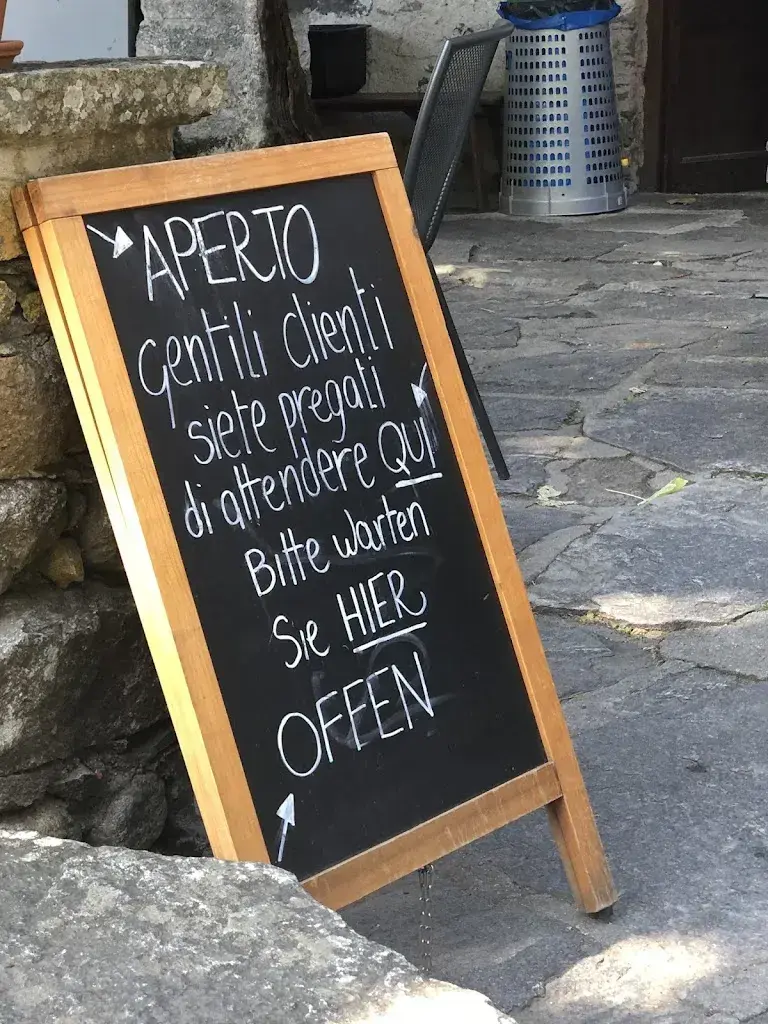 APERTO
gentili clienti
siete pregati
di attendere QUI
Bitte warten
Sie HIER
OFFEN